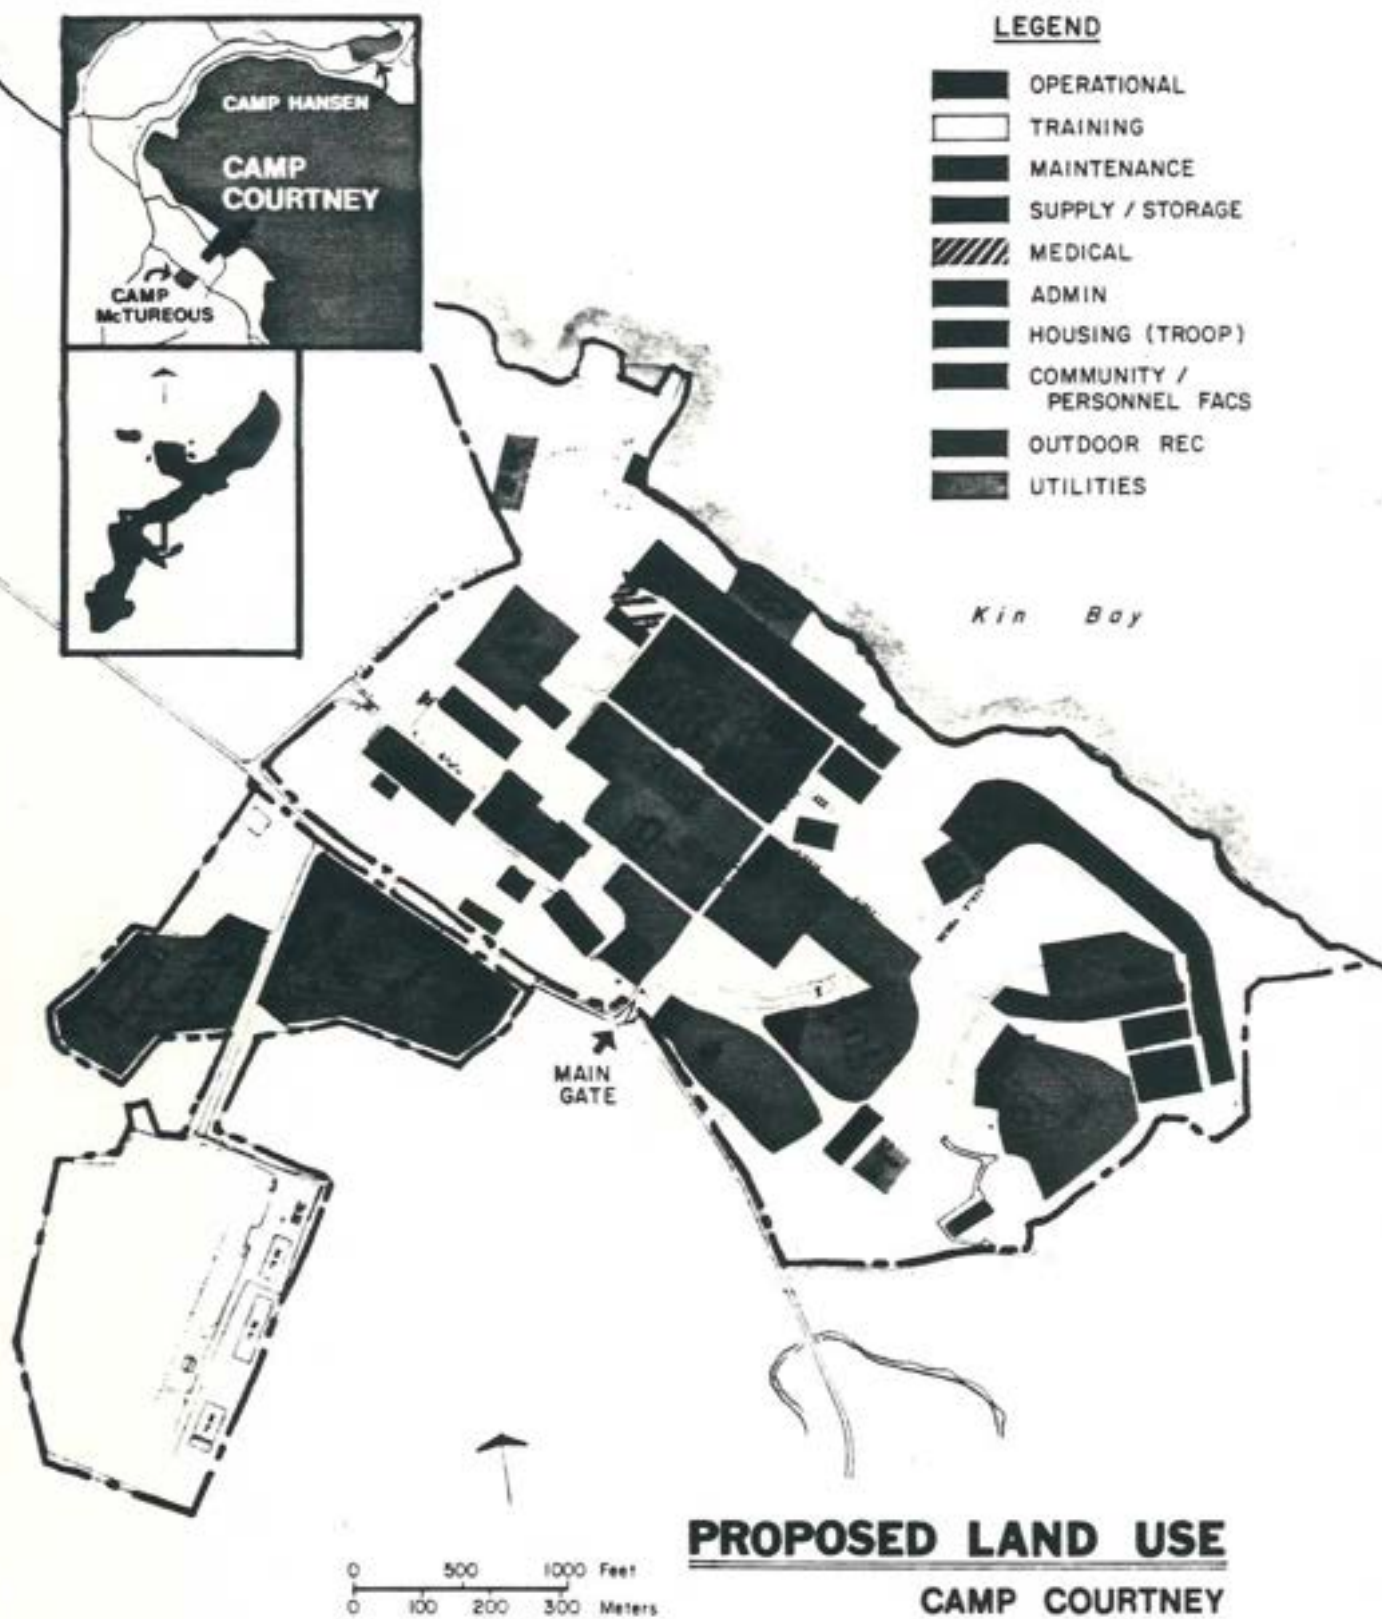 CAMP HANSEN
CAMP
COURTNEY
CAMP
McTUREOUS
LEGEND
OPERATIONAL
TRAINING
MAINTENANCE
SUPPLY / STORAGE
MEDICAL
ADMIN
HOUSING (TROOP)
COMMUNITY /
PERSONNEL FACS
OUTDOOR REC
UTILITIES
Kin Bay
MAIN
GATE
0 500 1000 Feet
0 100 200 300 Meters
PROPOSED LAND USE
CAMP COURTNEY